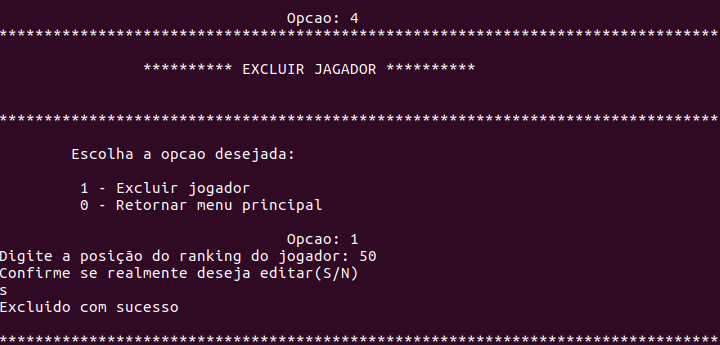 Opcao: 4
********************************************************************************
********** EXCLUIR JAGADOR **********
********************************************************************************
Escolha a opcao desejada:
1 - Excluir jogador
0 - Retornar menu principal
Opcao: 1
Digite a posição do ranking do jogador: 50
Confirme se realmente deseja editar(S/N)
s
Excluido com sucesso
********************************************************************************